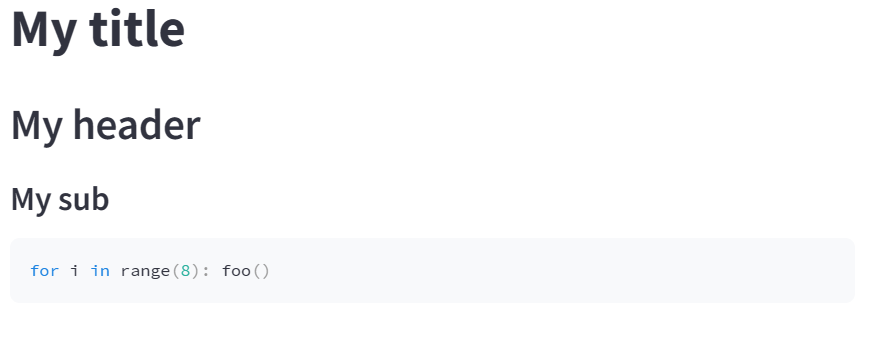 My title
My header
My sub
for i in range(8): foo()